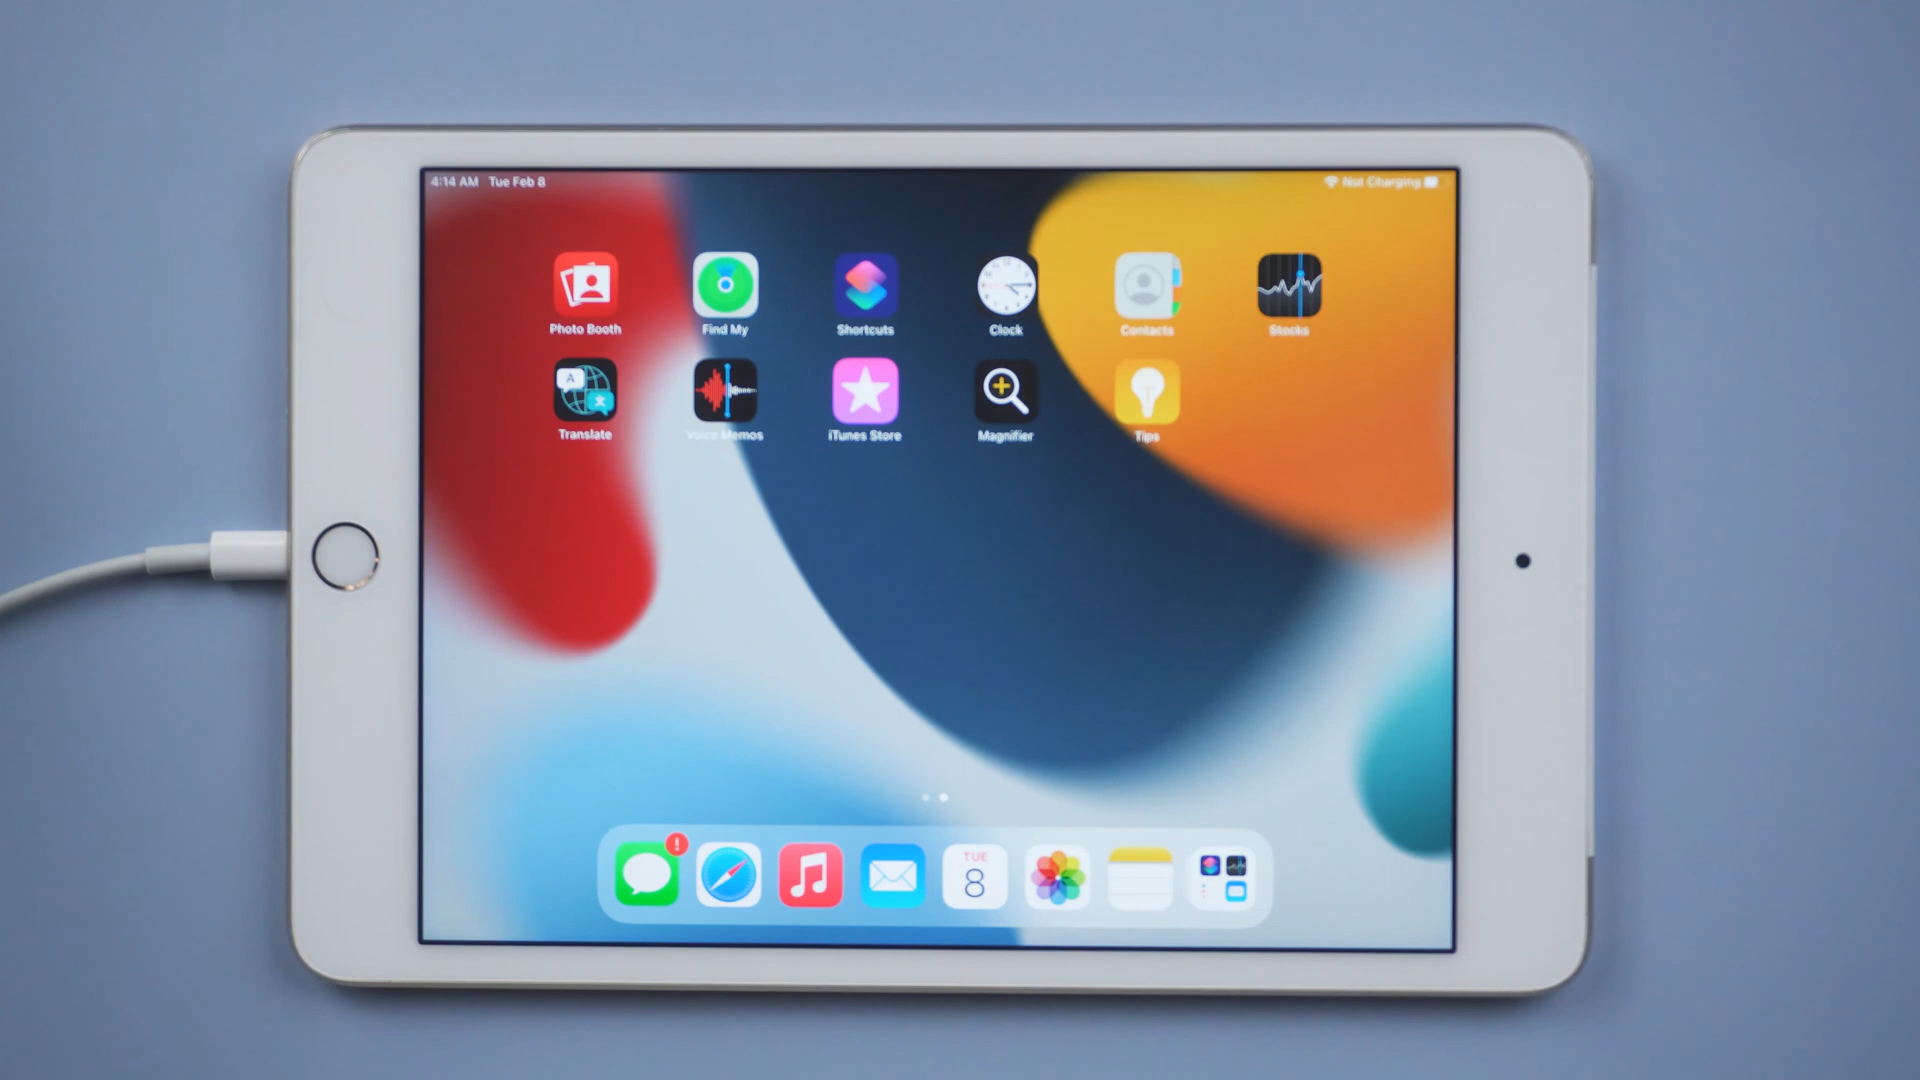 4:14 AM Tue Feb 8
Not Charging
Photo Booth
Find My
Shortcuts
Clock
Contacts
Stocks
A
Translate
Voice Memos
iTunes Store
Magnifier
Tips
!
TUE
8